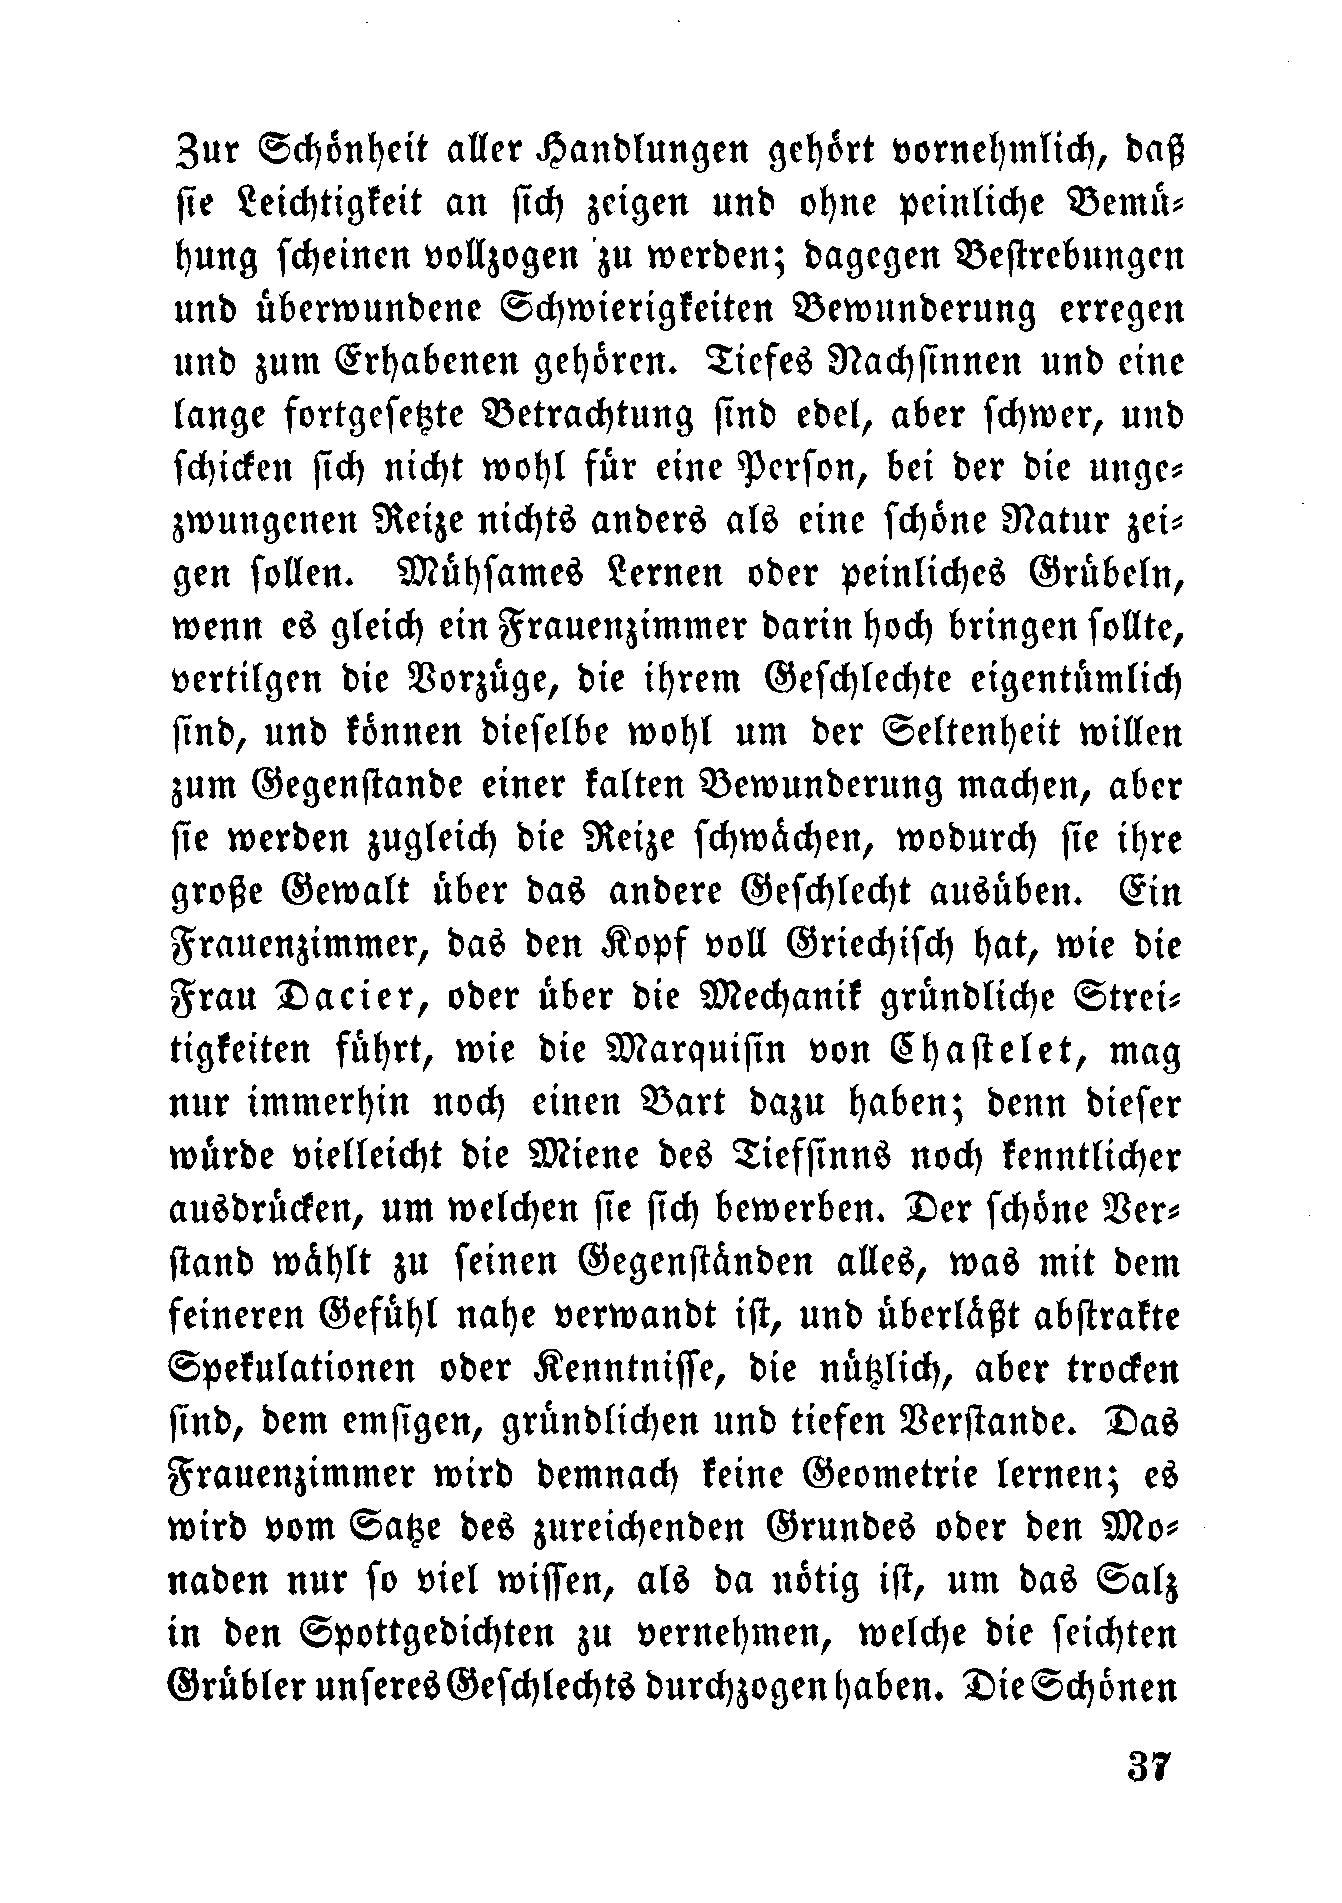 Zur Schönheit aller Handlungen gehört vornehmlich, daß
sie Leichtigkeit an sich zeigen und ohne peinliche Bemü-
hung scheinen vollzogen zu werden; dagegen Bestrebungen
und überwundene Schwierigkeiten Bewunderung erregen
und zum Erhabenen gehören. Tiefes Nachsinnen und eine
lange fortgesetzte Betrachtung sind edel, aber schwer, und
schicken sich nicht wohl für eine Person, bei der die unge-
zwungenen Reize nichts anders als eine schöne Natur zei-
gen sollen. Mühsames Lernen oder peinliches Grübeln,
wenn es gleich ein Frauenzimmer darin hoch bringen sollte,
vertilgen die Vorzüge, die ihrem Geschlechte eigentümlich
sind, und können dieselbe wohl um der Seltenheit willen
zum Gegenstande einer kalten Bewunderung machen, aber
sie werden zugleich die Reize schwächen, wodurch sie ihre
große Gewalt über das andere Geschlecht ausüben. Ein
Frauenzimmer, das den Kopf voll Griechisch hat, wie die
Frau Dacier, oder über die Mechanik gründliche Strei-
tigkeiten führt, wie die Marquisin von Chastelet, mag
nur immerhin noch einen Bart dazu haben; denn dieser
würde vielleicht die Miene des Tiefsinns noch kenntlicher
ausdrücken, um welchen sie sich bewerben. Der schöne Ver-
stand wählt zu seinen Gegenständen alles, was mit dem
feineren Gefühl nahe verwandt ist, und überläßt abstrakte
Spekulationen oder Kenntnisse, die nützlich, aber trocken
sind, dem emsigen, gründlichen und tiefen Verstande. Das
Frauenzimmer wird demnach keine Geometrie lernen; es
wird vom Satze des zureichenden Grundes oder den Mo-
naden nur so viel wissen, als da nötig ist, um das Salz
in den Spottgedichten zu vernehmen, welche die seichten
Grübler unseres Geschlechts durchzogen haben. Die Schönen
37